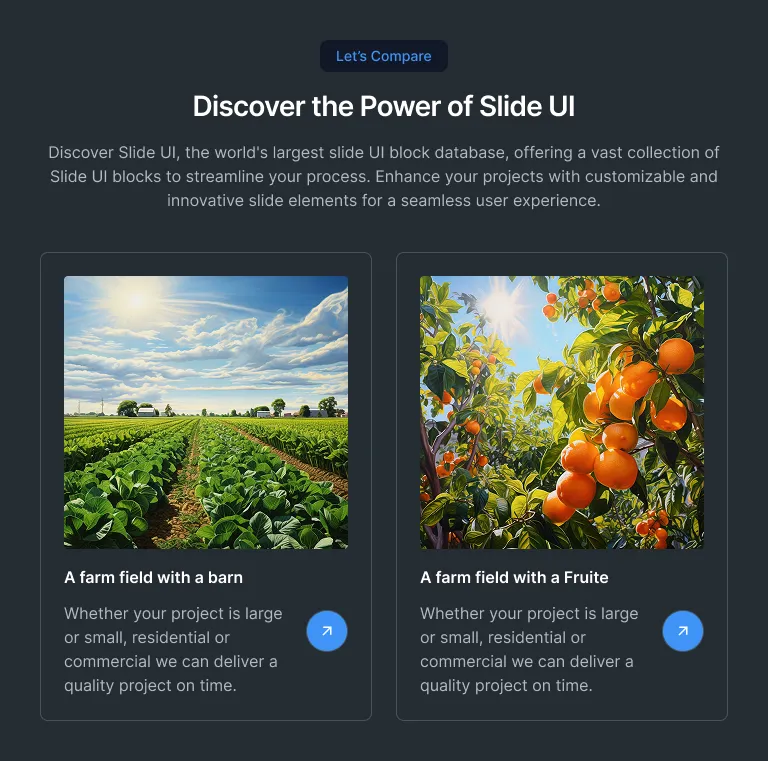 Let's Compare
Discover the Power of Slide UI
Discover Slide UI, the world's largest slide UI block database, offering a vast collection of
Slide UI blocks to streamline your process. Enhance your projects with customizable and
innovative slide elements for a seamless user experience.
A farm field with a barn
Whether your project is large
or small, residential or
commercial we can deliver a
quality project on time.
A farm field with a Fruite
Whether your project is large
or small, residential or
commercial we can deliver a
quality project on time.